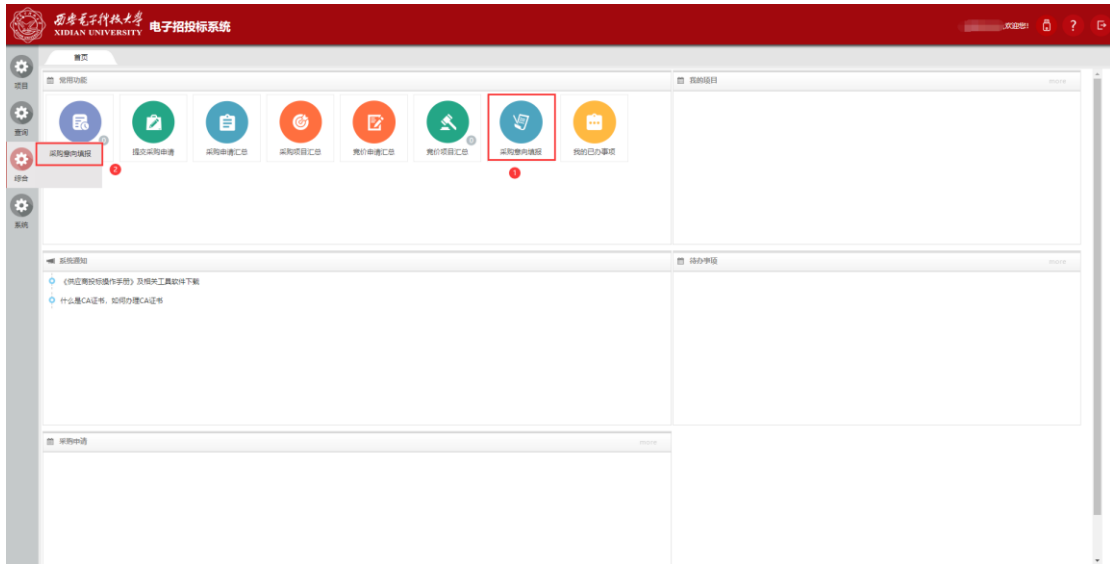 西安电子科技大学
XIDIAN UNIVERSITY
电子招投标系统
欢迎您!
?
项目
查询
综合
系统
首页
常用功能
采购意向填报
2
提交采购申请
采购申请汇总
采购项目汇总
竞价申请汇总
0
竞价项目汇总
采购意向填报
1
我的已办事项
我的项目
more
系统通知
《供应商投标操作手册》及相关工具软件下载
什么是CA证书，如何办理CA证书
待办事项
more
采购申请
more